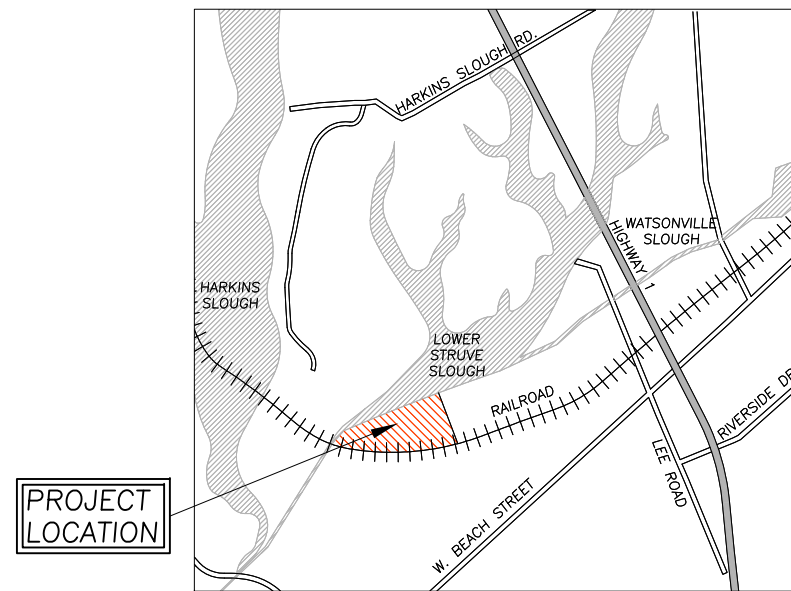 HARKINS SLOUGH RD.
WATSONVILLE
SLOUGH
HIGHWAY 1
HARKINS
SLOUGH
LOWER
STRUVE
SLOUGH
RAILROAD
RIVERSIDE DR
LEE ROAD
PROJECT
LOCATION
W. BEACH STREET